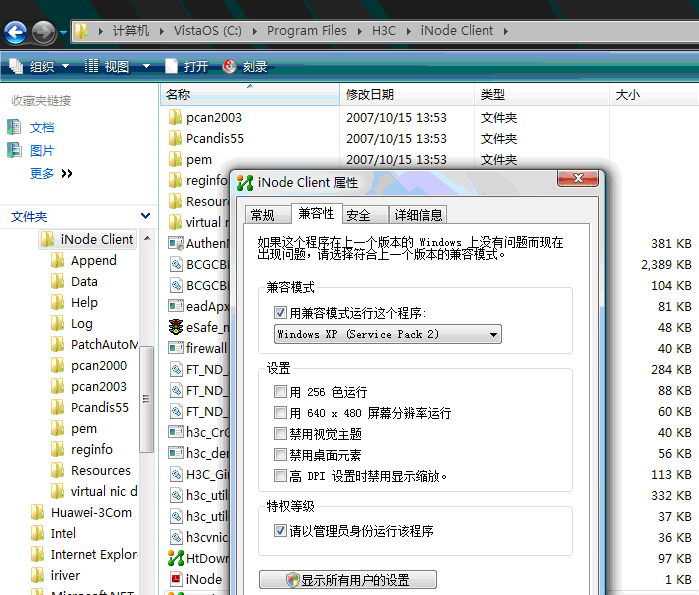 计算机 VistaOS (C:) Program Files H3C iNode Client
组织 视图 打开 刻录
收藏夹链接
文档
图片
更多
文件夹
iNode Client
Append
Data
Help
Log
PatchAutoM
pcan2000
pcan2003
Pcandis55
pem
reginfo
Resources
virtual nic d
Huawei-3Com
Intel
Internet Explor
iriver
Microsoft.NET
名称 修改日期 类型 大小
pcan2003 2007/10/15 13:53 文件夹
Pcandis55 2007/10/15 13:53 文件夹
pem 2007/10/15 13:53 文件夹
reginfo
Resour
virtual n
Authen 381 KB
BCGCB 2,389 KB
BCGCB 104 KB
eadApx 81 KB
eSafe_n 48 KB
firewall 40 KB
FT_ND_ 284 KB
FT_ND_ 88 KB
FT_ND_ 60 KB
h3c_Cr 40 KB
h3c_der 56 KB
H3C_Gi 113 KB
h3c_util 332 KB
h3c_util 37 KB
h3cvnic 36 KB
HtDow 97 KB
iNode 1 KB
iNode Client 属性
常规 兼容性 安全 详细信息
如果这个程序在上一个版本的 Windows 上没有问题而现在
出现问题，请选择符合上一个版本的兼容模式。
兼容模式
用兼容模式运行这个程序:
Windows XP (Service Pack 2)
设置
用 256 色运行
用 640 x 480 屏幕分辨率运行
禁用视觉主题
禁用桌面元素
高 DPI 设置时禁用显示缩放。
特权等级
请以管理员身份运行该程序
显示所有用户的设置